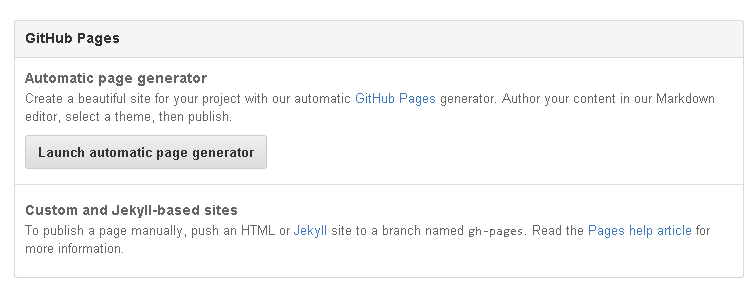 GitHub Pages
Automatic page generator
Create a beautiful site for your project with our automatic GitHub Pages generator. Author your content in our Markdown
editor, select a theme, then publish.
Launch automatic page generator
Custom and Jekyll-based sites
To publish a page manually, push an HTML or Jekyll site to a branch named gh-pages. Read the Pages help article for
more information.